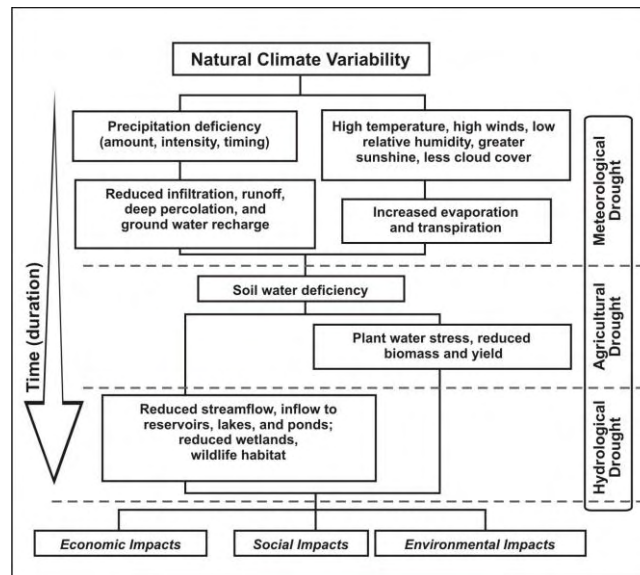 Natural Climate Variability
Precipitation deficiency
(amount, intensity, timing)
High temperature, high winds, low
relative humidity, greater
sunshine, less cloud cover
Reduced infiltration, runoff,
deep percolation, and
ground water recharge
Increased evaporation
and transpiration
Meteorological
Drought
Soil water deficiency
Plant water stress, reduced
biomass and yield
Agricultural
Drought
Time (duration)
Reduced streamflow, inflow to
reservoirs, lakes, and ponds;
reduced wetlands,
wildlife habitat
Hydrological
Drought
Economic Impacts
Social Impacts
Environmental Impacts